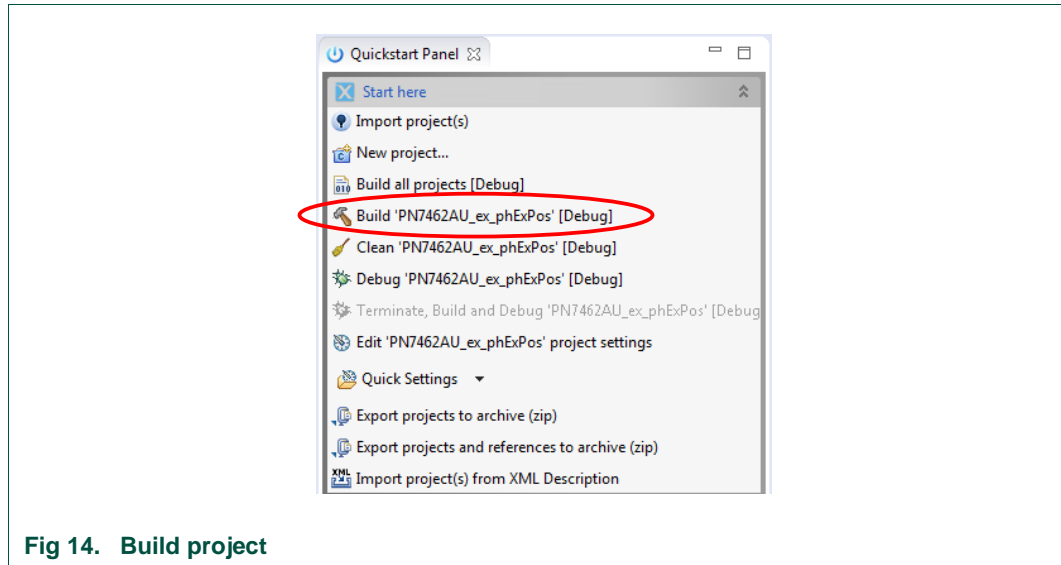 Quickstart Panel
Start here
Import project(s)
New project...
Build all projects [Debug]
Build 'PN7462AU_ex_phExPos' [Debug]
Clean 'PN7462AU_ex_phExPos' [Debug]
Debug 'PN7462AU_ex_phExPos' [Debug]
Terminate, Build and Debug 'PN7462AU_ex_phExPos' [Debug
Edit 'PN7462AU_ex_phExPos' project settings
Quick Settings
Export projects to archive (zip)
Export projects and references to archive (zip)
XML Import project(s) from XML Description
Fig 14. Build project